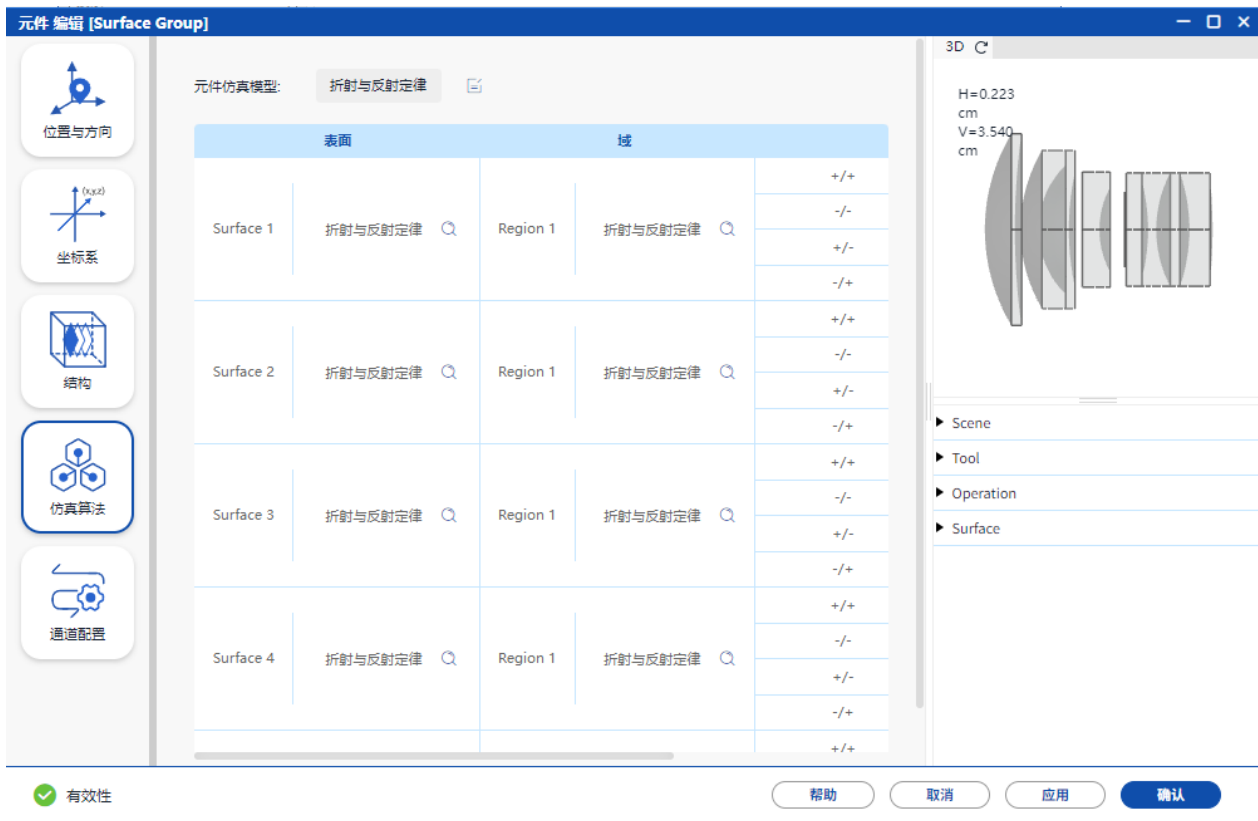 元件 编辑 [Surface Group]
位置与方向
(x,y,z)
坐标系
结构
仿真算法
通道配置
元件仿真模型: 折射与反射定律
表面 域
Surface 1 折射与反射定律 Region 1 折射与反射定律
+/+
-/-
+/-
-/+
Surface 2 折射与反射定律 Region 1 折射与反射定律
+/+
-/-
+/-
-/+
Surface 3 折射与反射定律 Region 1 折射与反射定律
+/+
-/-
+/-
-/+
Surface 4 折射与反射定律 Region 1 折射与反射定律
+/+
-/-
+/-
-/+
+/+
3D
H=0.223
cm
V=3.540
cm
Scene
Tool
Operation
Surface
有效性
帮助 取消 应用 确认